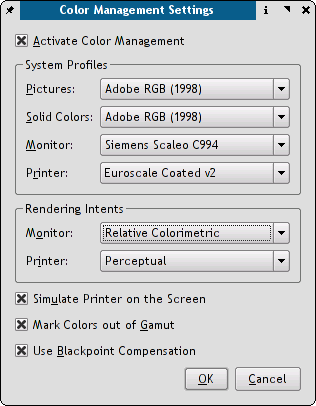 Color Management Settings
Activate Color Management
System Profiles
Pictures: Adobe RGB (1998)
Solid Colors: Adobe RGB (1998)
Monitor: Siemens Scaleo C994
Printer: Euroscale Coated v2
Rendering Intents
Monitor: Relative Colorimetric
Printer: Perceptual
Simulate Printer on the Screen
Mark Colors out of Gamut
Use Blackpoint Compensation
OK Cancel